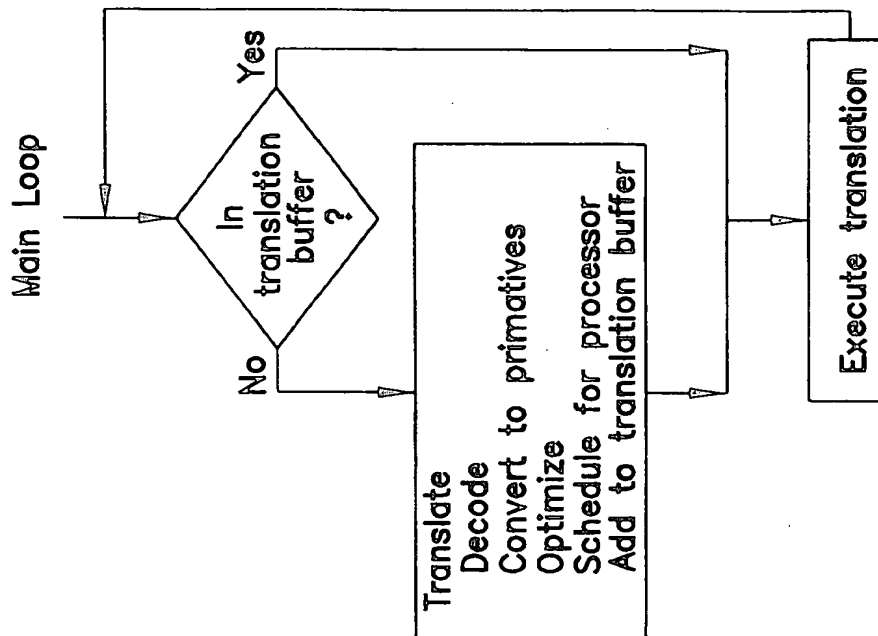 Main Loop
In
translation
buffer
?
Yes
No
Translate
Decode
Convert to primatives
Optimize
Schedule for processor
Add to translation buffer
Execute translation